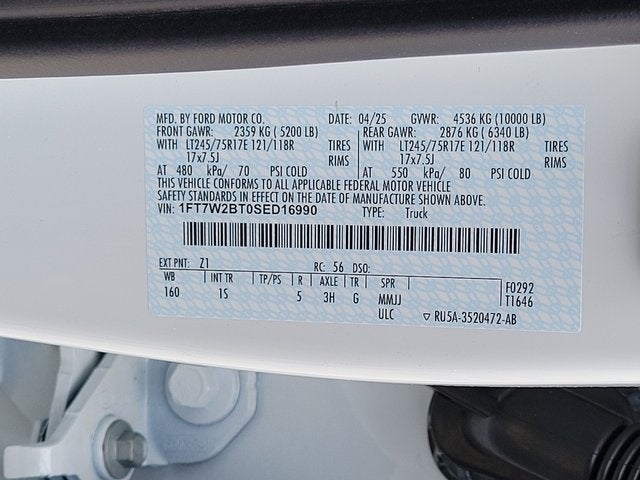 MFD. BY FORD MOTOR CO. DATE: 04/25 GVWR: 4536 KG (10000 LB)
FRONT GAWR: 2359 KG ( 5200 LB) REAR GAWR: 2876 KG ( 6340 LB)
WITH LT245/75R17E 121/118R TIRES WITH LT245/75R17E 121/118R TIRES
17x7.5J RIMS 17x7.5J RIMS
AT 480 kPa/ 70 PSI COLD AT 550 kPa/ 80 PSI COLD
THIS VEHICLE CONFORMS TO ALL APPLICABLE FEDERAL MOTOR VEHICLE
SAFETY STANDARDS IN EFFECT ON THE DATE OF MANUFACTURE SHOWN ABOVE.
VIN: 1FT7W2BT0SED16990 TYPE: Truck
EXT PNT: Z1 RC: 56 DSO:
WB INT TR TP/PS R AXLE TR SPR F0292
160 1S 5 3H G MMJJ T1646
ULC ▽ RU5A-3520472-AB